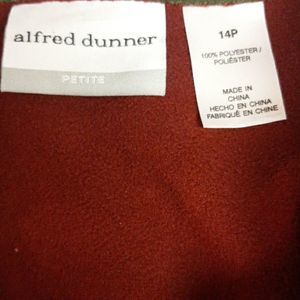 alfred dunner
PETITE
14P
100% POLYESTER /
POLIÉSTER
MADE IN
CHINA
HECHO EN CHINA
FABRIQUÉ EN CHINE